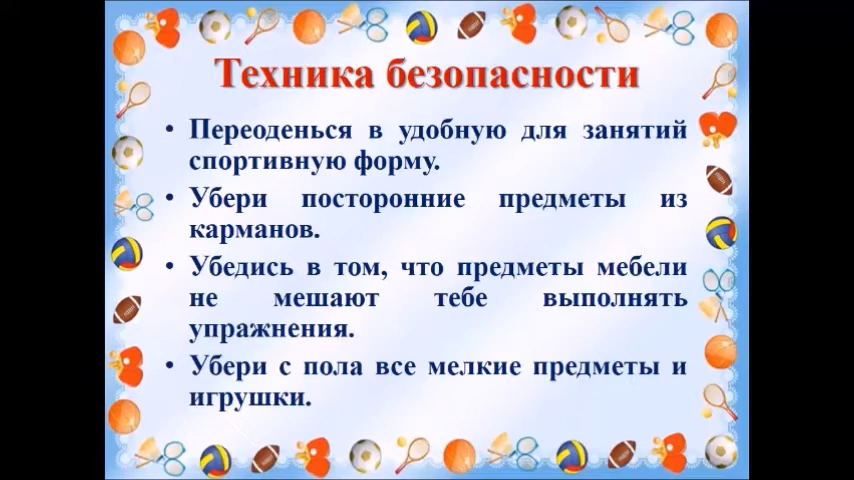 Техника безопасности
• Переоденься в удобную для занятий
спортивную форму.
• Убери посторонние предметы из
карманов.
• Убедись в том, что предметы мебели
не мешают тебе выполнять
упражнения.
• Убери с пола все мелкие предметы и
игрушки.